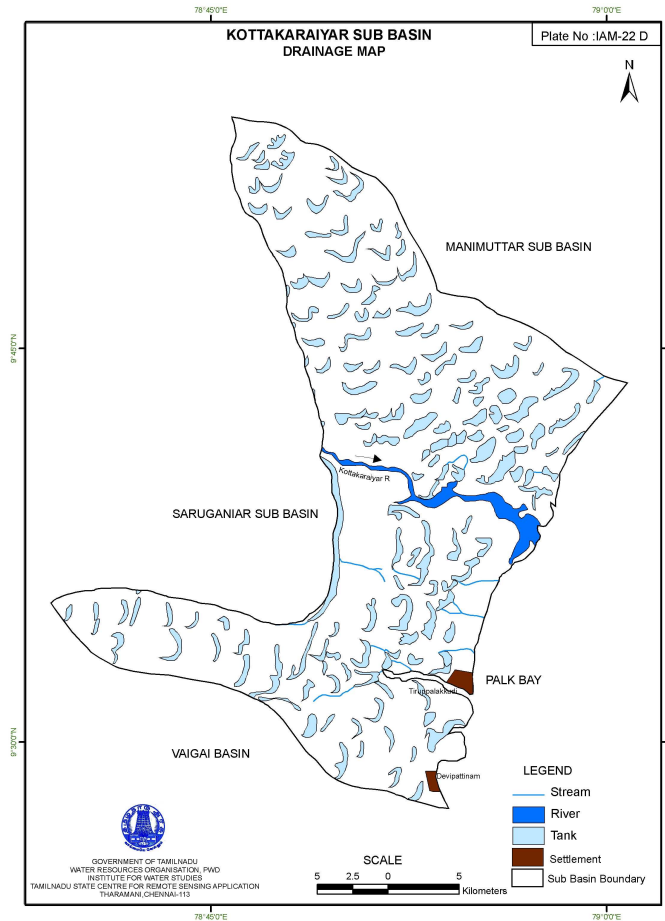 78°45'0"E
79°0'0"E
KOTTAKARAIYAR SUB BASIN
DRAINAGE MAP
Plate No :IAM-22 D
N
MANIMUTTAR SUB BASIN
9°45'0"N
Kottakaraiyar R
SARUGANIAR SUB BASIN
PALK BAY
Tiruppalakkudi
9°30'0"N
VAIGAI BASIN
Devipattinam
LEGEND
Stream
River
Tank
Settlement
Sub Basin Boundary
GOVERNMENT OF TAMILNADU
WATER RESOURCES ORGANISATION, PWD
INSTITUTE FOR WATER STUDIES
TAMILNADU STATE CENTRE FOR REMOTE SENSING APPLICATION
THARAMANI,CHENNAI-113
SCALE
5 2.5 0 5
Kilometers
78°45'0"E
79°0'0"E